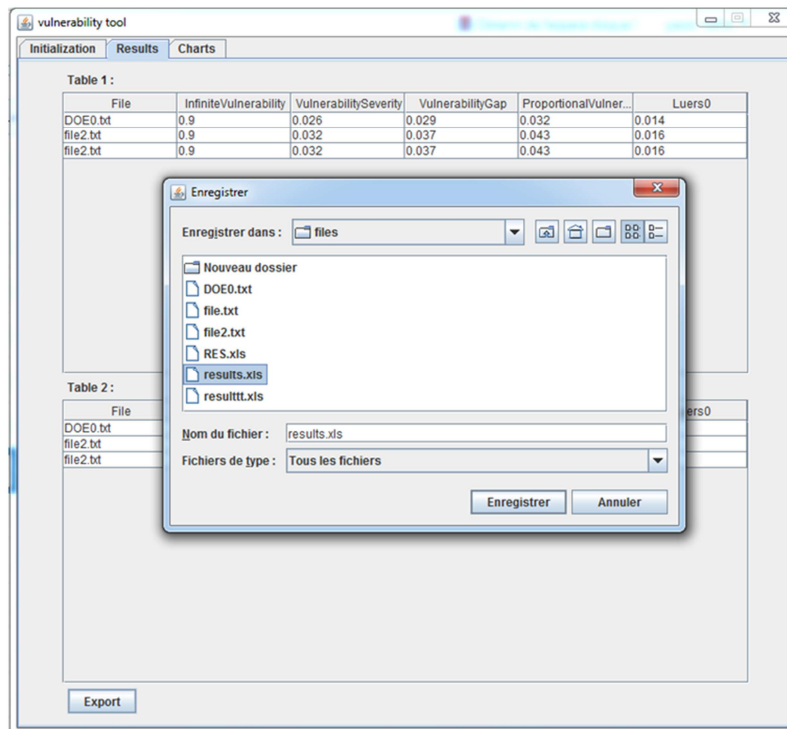 vulnerability tool
Initialization Results Charts
Table 1 :
File InfiniteVulnerability VulnerabilitySeverity VulnerabilityGap ProportionalVulner... Luers0
DOE0.txt 0.9 0.026 0.029 0.032 0.014
file2.txt 0.9 0.032 0.037 0.043 0.016
file2.txt 0.9 0.032 0.037 0.043 0.016
Enregistrer
Enregistrer dans : files
Nouveau dossier
DOE0.txt
file.txt
file2.txt
RES.xls
results.xls
resulttt.xls
Nom du fichier : results.xls
Fichiers de type : Tous les fichiers
Enregistrer Annuler
Table 2 :
File ers0
DOE0.txt
file2.txt
file2.txt
Export